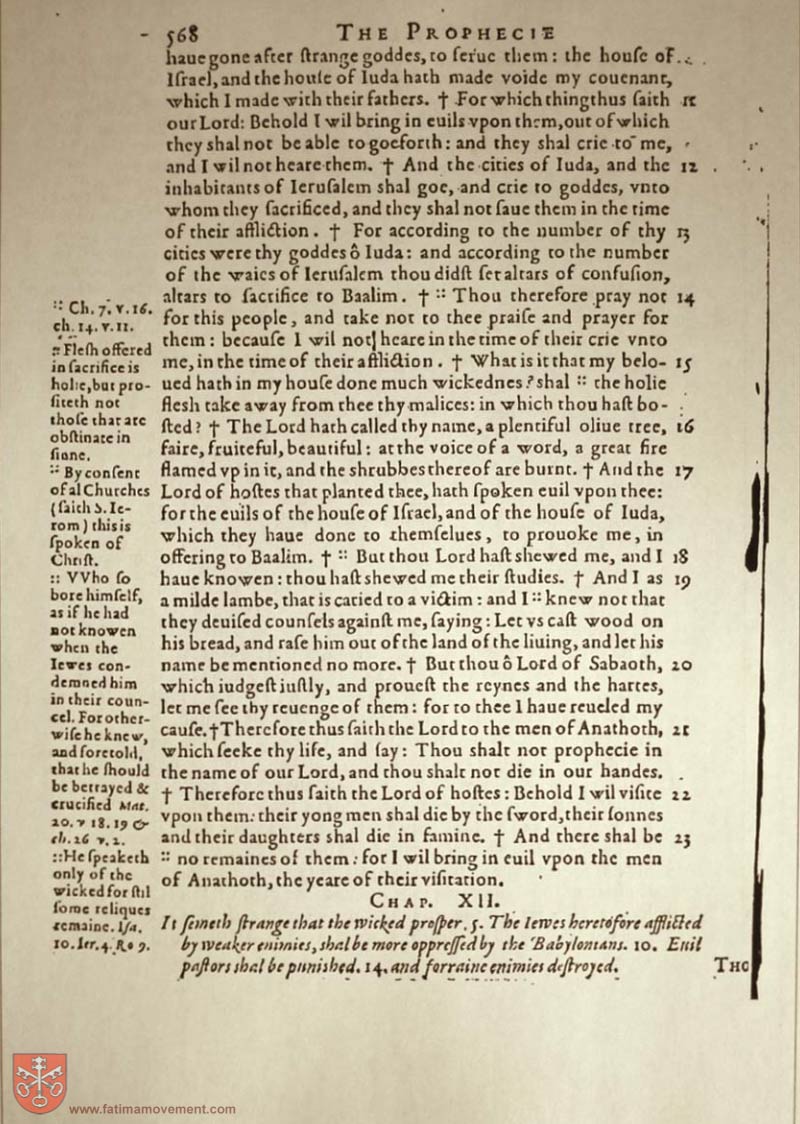 568 THE PROPHECIE
haue gone after ſtrange goddes, to ſerue them: the houſe of
Iſrael, and the houſe of Iuda hath made voide my couenant,
which I made with their fathers. † For which thing thus ſaith 11
our Lord: Behold I wil bring in euils vpon them, out of which
they shal not be able to goe forth: and they shal crie to me,
and I wil not heare them. † And the cities of Iuda, and the 12
inhabitants of Ieruſalem shal goe, and crie to goddes, vnto
whom they ſacrificed, and they shal not ſaue them in the time
of their affliction. † For according to the number of thy 13
cities were thy goddes ô Iuda: and according to the number
of the waies of Ieruſalem thou didſt ſet altars of confuſion,
altars to ſacrifice to Baalim. † :: Thou therefore pray not 14
for this people, and take not to thee praiſe and prayer for
them: becauſe I wil not heare in the time of their crie vnto
me, in the time of their affliction. † What is it that my belo- 15
ued hath in my houſe done much wickednes? shal :: the holie
flesh take away from thee thy malices: in which thou haſt bo-
ſted? † The Lord hath called thy name, a plentiful oliue tree, 16
faire, fruiteful, beautiful: at the voice of a word, a great fire
flamed vp in it, and the shrubbes thereof are burnt. † And the 17
Lord of hoſtes that planted thee, hath ſpoken euil vpon thee:
for the euils of the houſe of Iſrael, and of the houſe of Iuda,
which they haue done to themſelues, to prouoke me, in
offering to Baalim. † :: But thou Lord haſt shewed me, and I 18
haue knowen: thou haſt shewed me their ſtudies. † And I as 19
a milde lambe, that is caried to a victim: and I :: knew not that
they deuiſed counſels againſt me, ſaying: Let vs caſt wood on
his bread, and raſe him out of the land of the liuing, and let his
name be mentioned no more. † But thou ô Lord of Sabaoth, 20
which iudgeſt iuſtly, and proueſt the reynes and the hartes,
let me ſee thy reuenge of them: for to thee I haue reueled my
cauſe. † Therefore thus ſaith the Lord to the men of Anathoth, 21
which ſeeke thy life, and ſay: Thou shalt not prophecie in
the name of our Lord, and thou shalt not die in our handes.
† Therefore thus ſaith the Lord of hoſtes: Behold I wil viſite 22
vpon them: their yong men shal die by the ſword, their ſonnes
and their daughters shal die in famine. † And there shal be 23
:: no remaines of them: for I wil bring in euil vpon the men
of Anathoth, the yeare of their viſitation.
:: Ch. 7. v. 16.
ch. 14. v. 11.
:: Flesh offered
in ſacrifice is
holie, but pro-
fiteth not
thoſe that are
obſtinate in
ſinne.
:: By conſent
of al Churches
(ſaith S. Ie-
rom) this is
ſpoken of
Chriſt.
:: VVho ſo
bore himſelf,
as if he had
not knowen
when the
Iewes con-
demned him
in their coun-
cel. For other-
wiſe he knew,
and foretold,
that he ſhould
be betrayed &
crucified Mat.
20. v 18. 19 &
ch. 26 v. 2.
:: He ſpeaketh
only of the
wicked for ſtil
ſome reliques
remaine. Iſa.
10. Ier. 4. Ro 9.
CHAP. XII.
It ſemeth ſtrange that the wicked proſper. 5. The Iewes heretofore afflicted
by weaker enimies, shal be more oppreſſed by the Babylonians. 10. Euil
paſtors shal be punished. 14. and forraine enimies deſtroyed. THO
www.fatimamovement.com